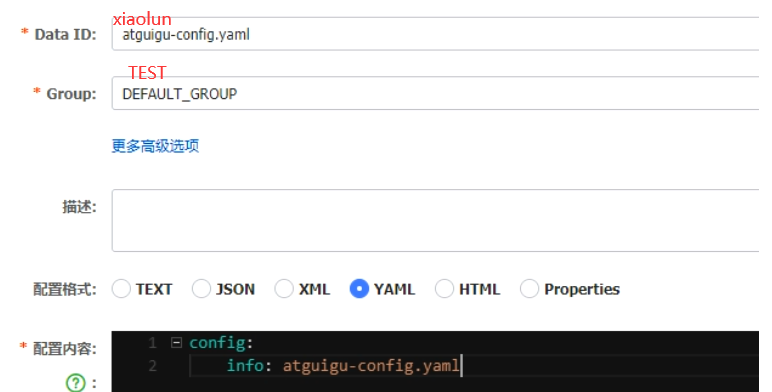 xiaolun
* Data ID: atguigu-config.yaml
TEST
* Group: DEFAULT_GROUP
更多高级选项
描述:
配置格式: TEXT JSON XML YAML HTML Properties
* 配置内容: 1 config:
? : 2 info: atguigu-config.yaml